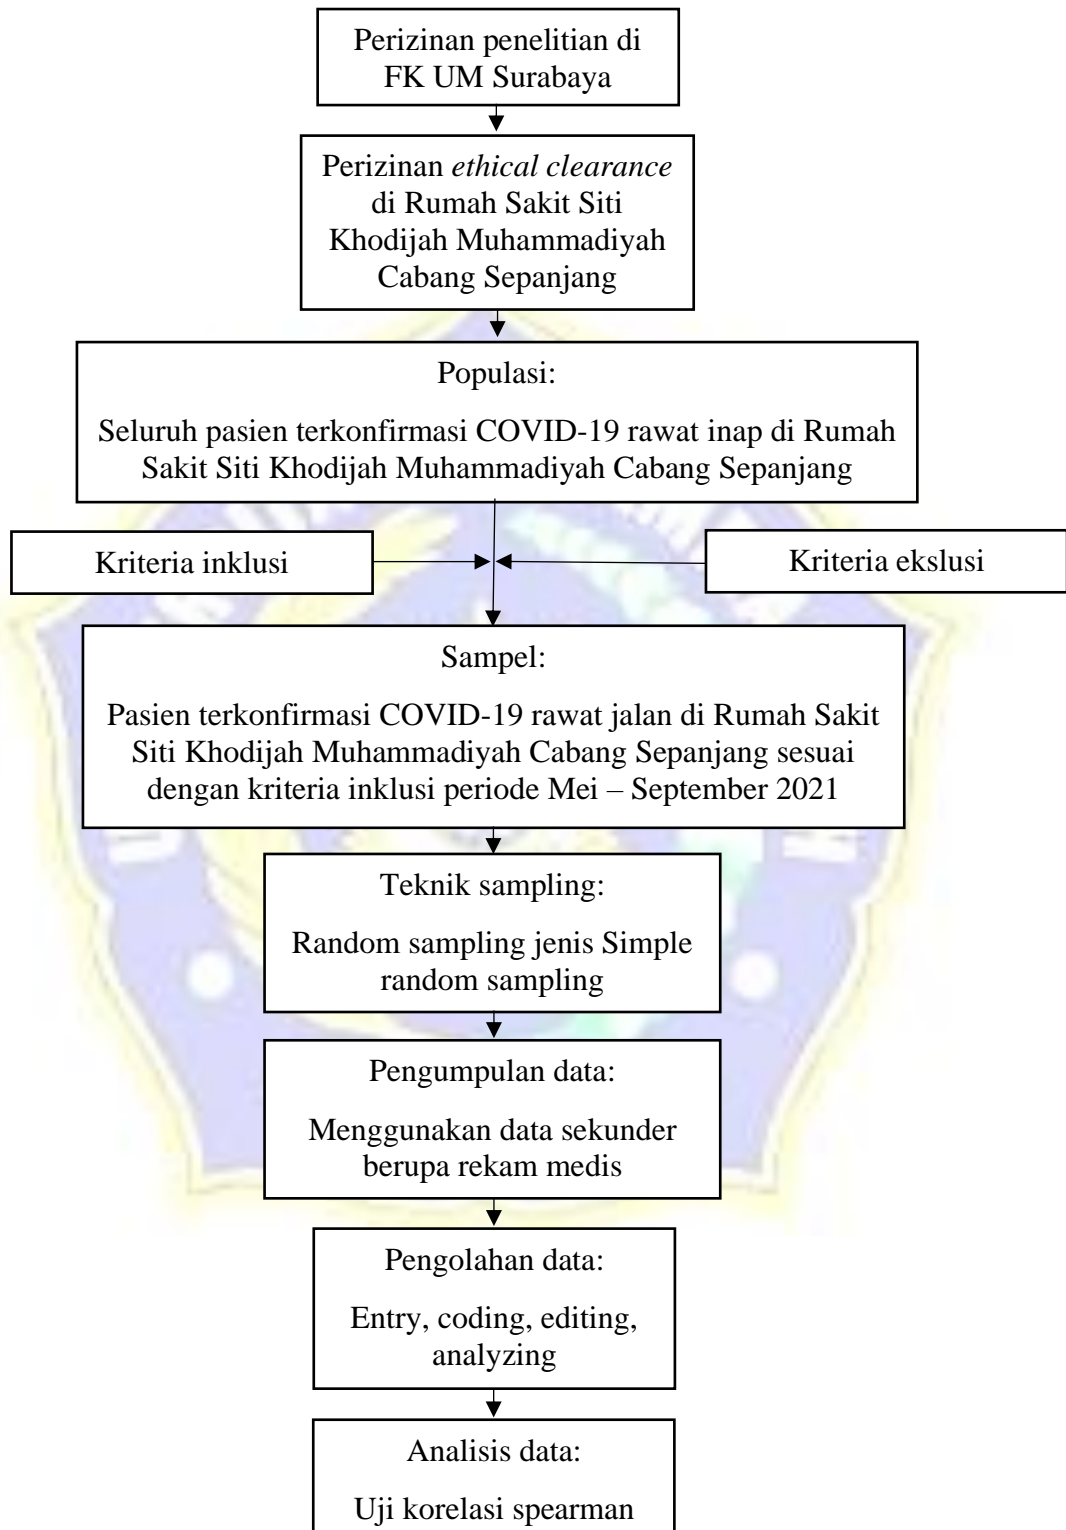 Perizinan penelitian di
FK UM Surabaya
Perizinan ethical clearance
di Rumah Sakit Siti
Khodijah Muhammadiyah
Cabang Sepanjang
Populasi:
Seluruh pasien terkonfirmasi COVID-19 rawat inap di Rumah
Sakit Siti Khodijah Muhammadiyah Cabang Sepanjang
Kriteria inklusi
Kriteria ekslusi
Sampel:
Pasien terkonfirmasi COVID-19 rawat jalan di Rumah Sakit
Siti Khodijah Muhammadiyah Cabang Sepanjang sesuai
dengan kriteria inklusi periode Mei – September 2021
Teknik sampling:
Random sampling jenis Simple
random sampling
Pengumpulan data:
Menggunakan data sekunder
berupa rekam medis
Pengolahan data:
Entry, coding, editing,
analyzing
Analisis data:
Uji korelasi spearman